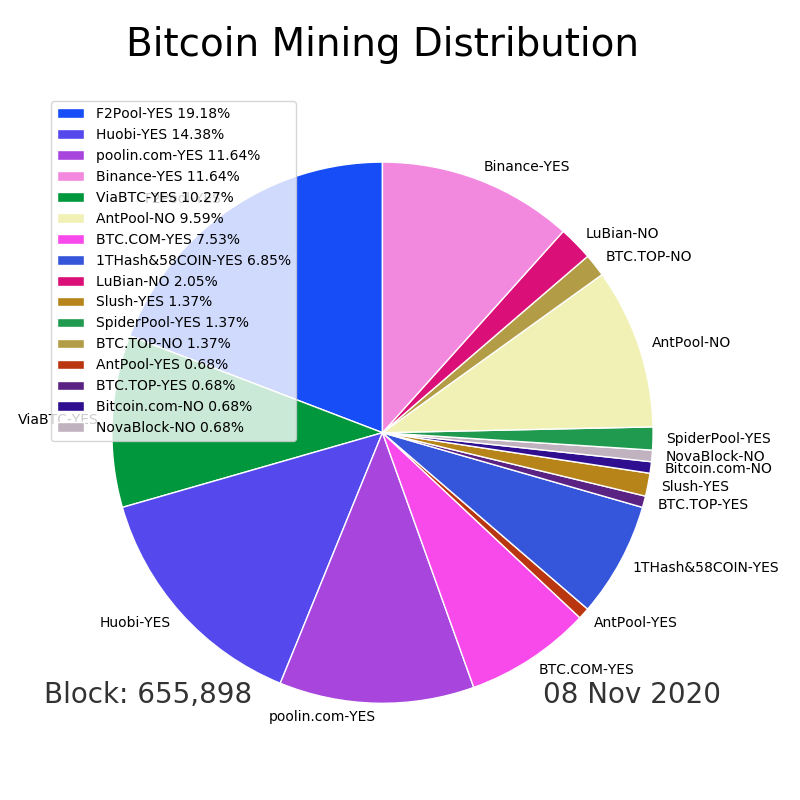 Bitcoin Mining Distribution
F2Pool-YES 19.18%
Huobi-YES 14.38%
poolin.com-YES 11.64%
Binance-YES 11.64%
ViaBTC-YES 10.27%
AntPool-NO 9.59%
BTC.COM-YES 7.53%
1THash&58COIN-YES 6.85%
LuBian-NO 2.05%
Slush-YES 1.37%
SpiderPool-YES 1.37%
BTC.TOP-NO 1.37%
AntPool-YES 0.68%
BTC.TOP-YES 0.68%
Bitcoin.com-NO 0.68%
NovaBlock-NO 0.68%
Binance-YES
LuBian-NO
BTC.TOP-NO
AntPool-NO
SpiderPool-YES
NovaBlock-NO
Bitcoin.com-NO
Slush-YES
BTC.TOP-YES
1THash&58COIN-YES
AntPool-YES
BTC.COM-YES
poolin.com-YES
Huobi-YES
ViaBTC-YES
Block: 655,898
08 Nov 2020